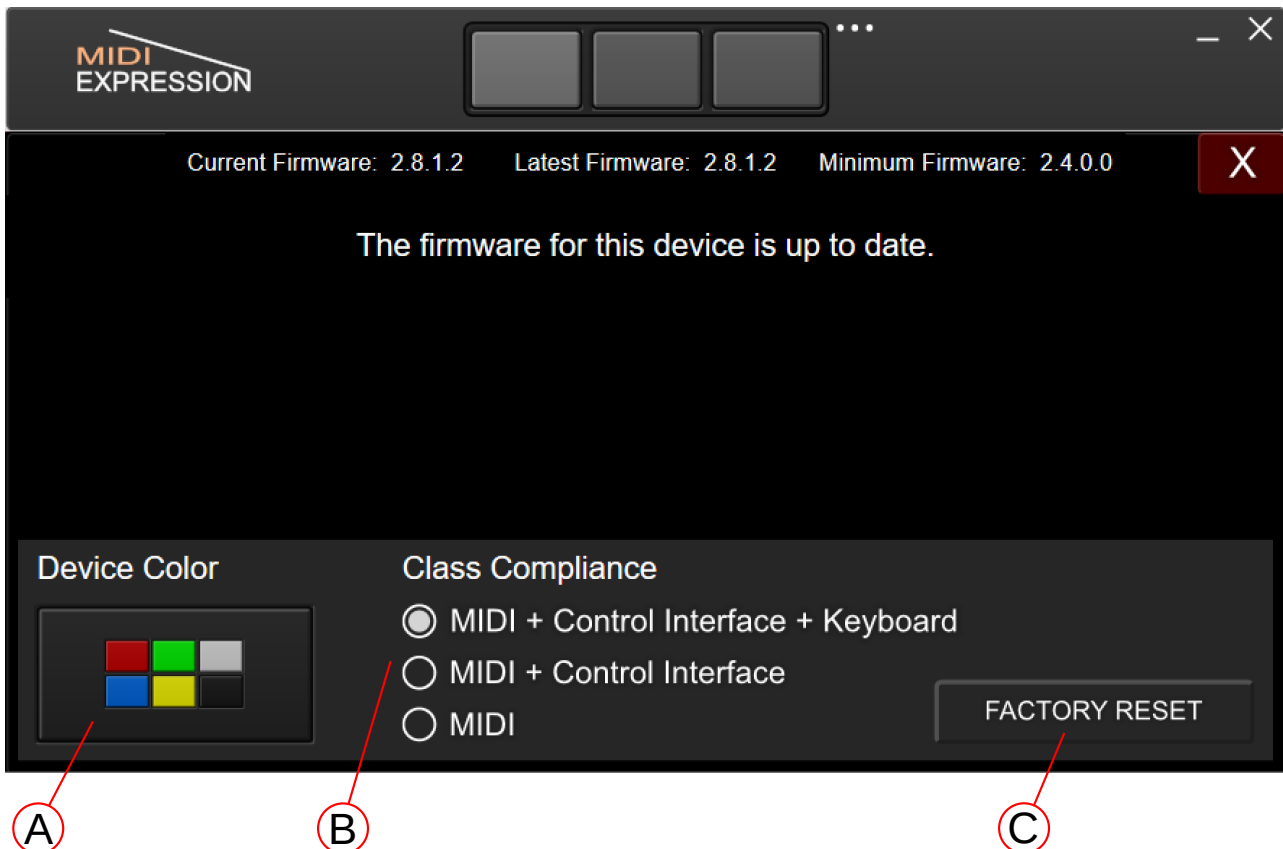 MIDI
EXPRESSION
Current Firmware: 2.8.1.2 Latest Firmware: 2.8.1.2 Minimum Firmware: 2.4.0.0 X
The firmware for this device is up to date.
Device Color
Class Compliance
MIDI + Control Interface + Keyboard
MIDI + Control Interface
MIDI
FACTORY RESET
A B C